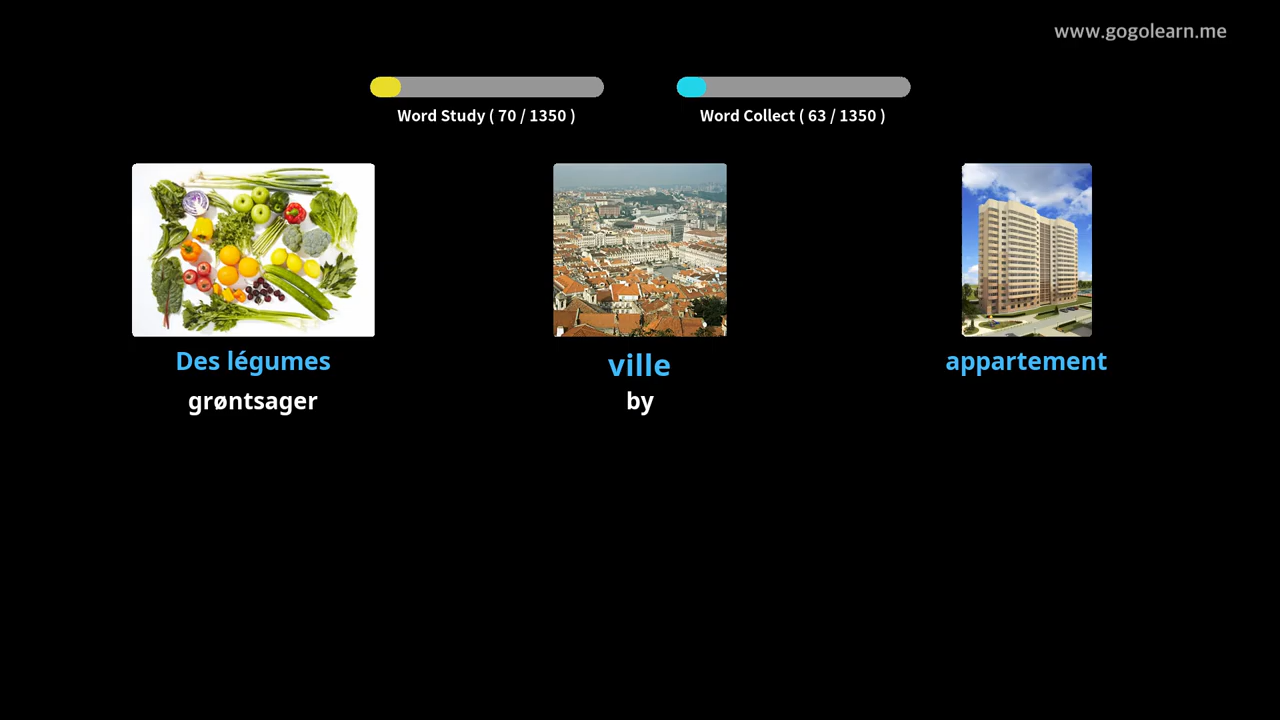 www.gogolearn.me
Word Study ( 70 / 1350 )
Word Collect ( 63 / 1350 )
Des légumes
ville
appartement
grøntsager
by